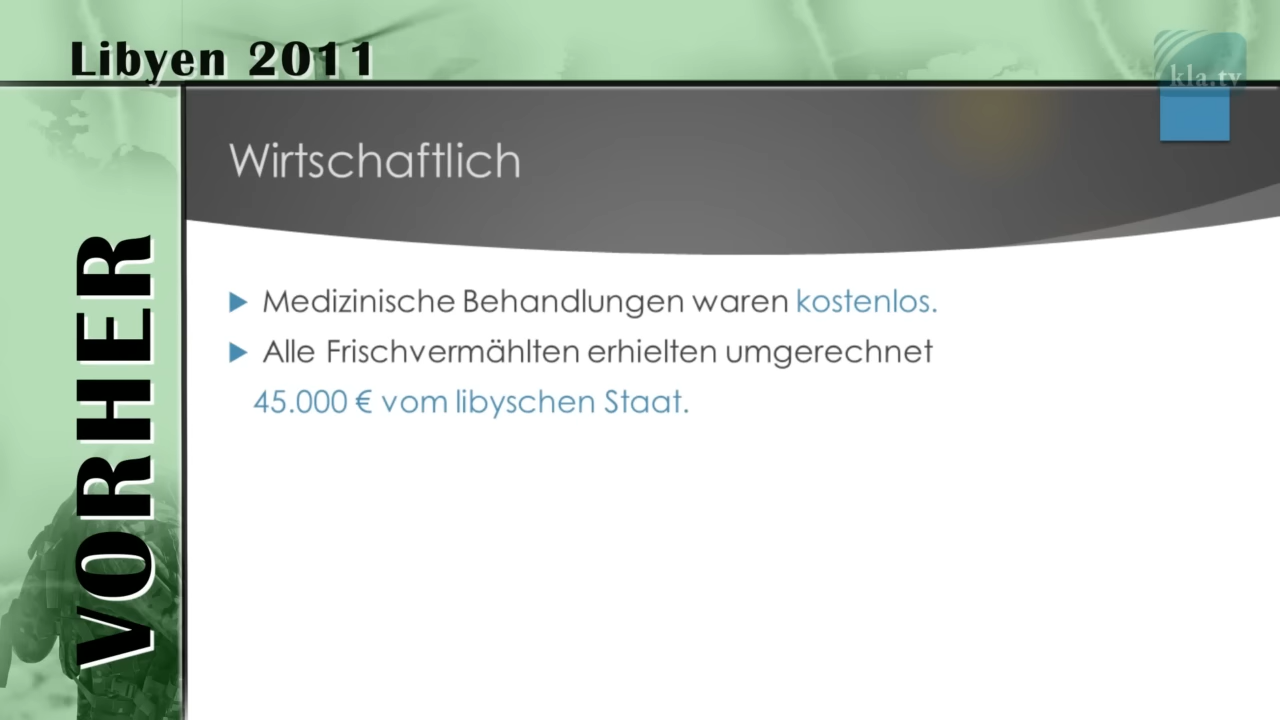 Libyen 2011
kla.tv
Wirtschaftlich
VORHER
Medizinische Behandlungen waren kostenlos.
Alle Frischvermählten erhielten umgerechnet
45.000 € vom libyschen Staat.